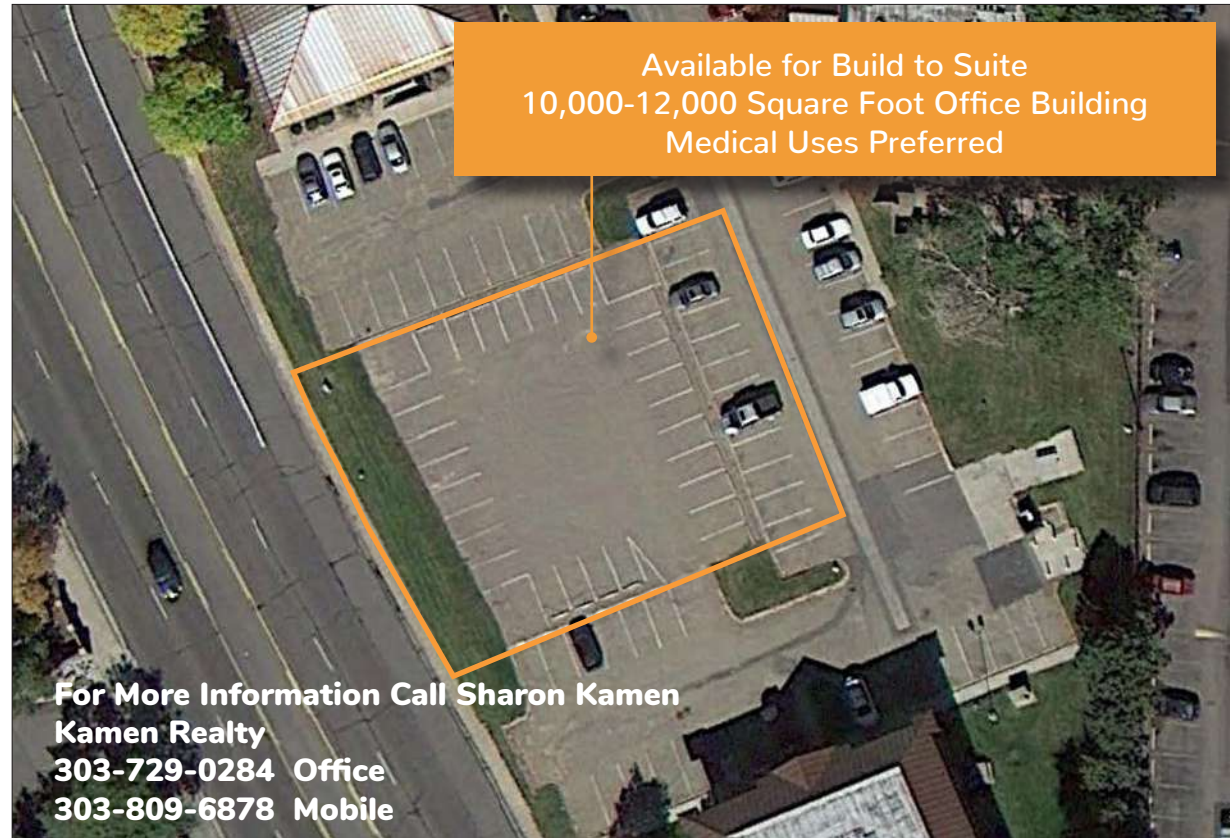 Available for Build to Suite
10,000-12,000 Square Foot Office Building
Medical Uses Preferred
For More Information Call Sharon Kamen
Kamen Realty
303-729-0284 Office
303-809-6878 Mobile